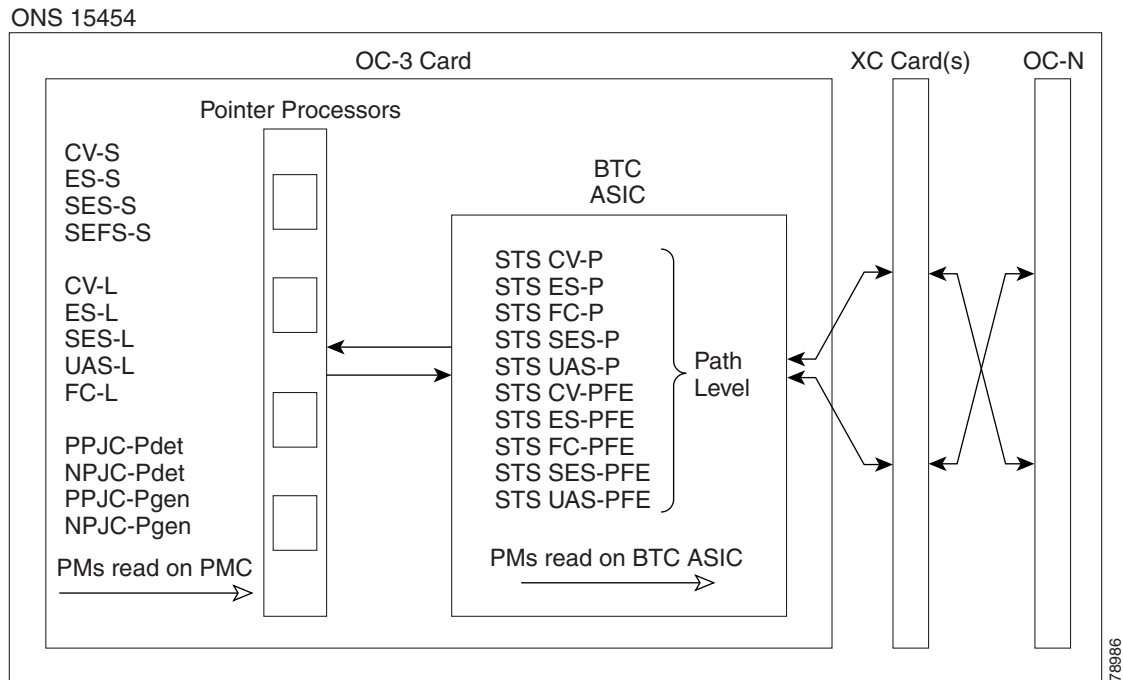 ONS 15454
OC-3 Card
XC Card(s)
OC-N
Pointer Processors
CV-S
ES-S
SES-S
SEFS-S
CV-L
ES-L
SES-L
UAS-L
FC-L
PPJC-Pdet
NPJC-Pdet
PPJC-Pgen
NPJC-Pgen
PMs read on PMC
BTC
ASIC
STS CV-P
STS ES-P
STS FC-P
STS SES-P
STS UAS-P
STS CV-PFE
STS ES-PFE
STS FC-PFE
STS SES-PFE
STS UAS-PFE
Path
Level
PMs read on BTC ASIC
78986